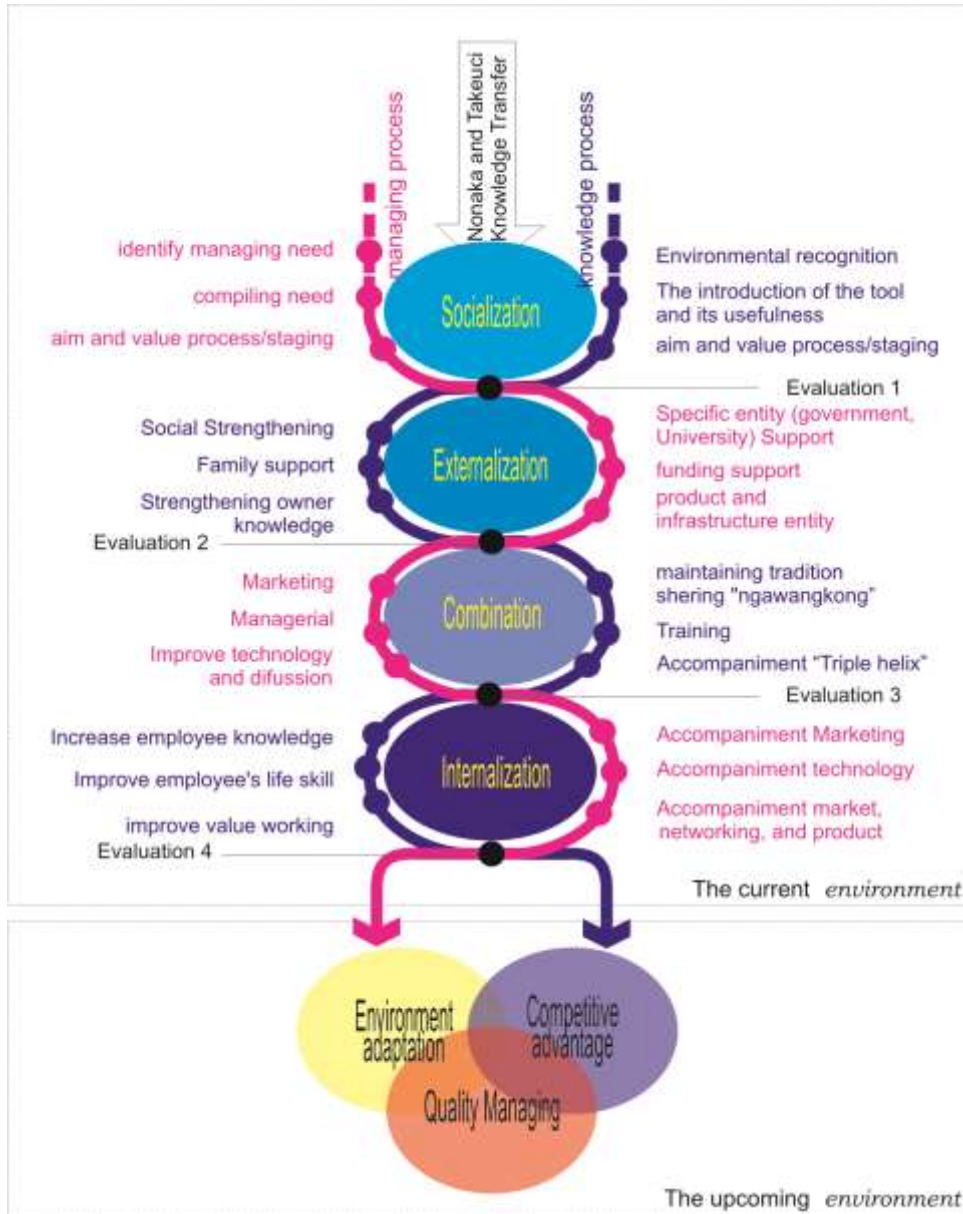 Nonaka and Takeuci
Knowledge Transfer
managing process
knowledge process
identify managing need
compiling need
aim and value process/staging
Socialization
Environmental recognition
The introduction of the tool
and its usefulness
aim and value process/staging
Evaluation 1
Social Strengthening
Family support
Strengthening owner
knowledge
Externalization
Specific entity (government,
University) Support
funding support
product and
infrastructure entity
Evaluation 2
Marketing
Managerial
Improve technology
and difussion
Combination
maintaining tradition
shering "ngawangkong"
Training
Accompaniment "Triple helix"
Evaluation 3
Increase employee knowledge
Improve employee's life skill
improve value working
Internalization
Accompaniment Marketing
Accompaniment technology
Accompaniment market,
networking, and product
Evaluation 4
The current environment
Environment
adaptation
Competitive
advantage
Quality Managing
The upcoming environment